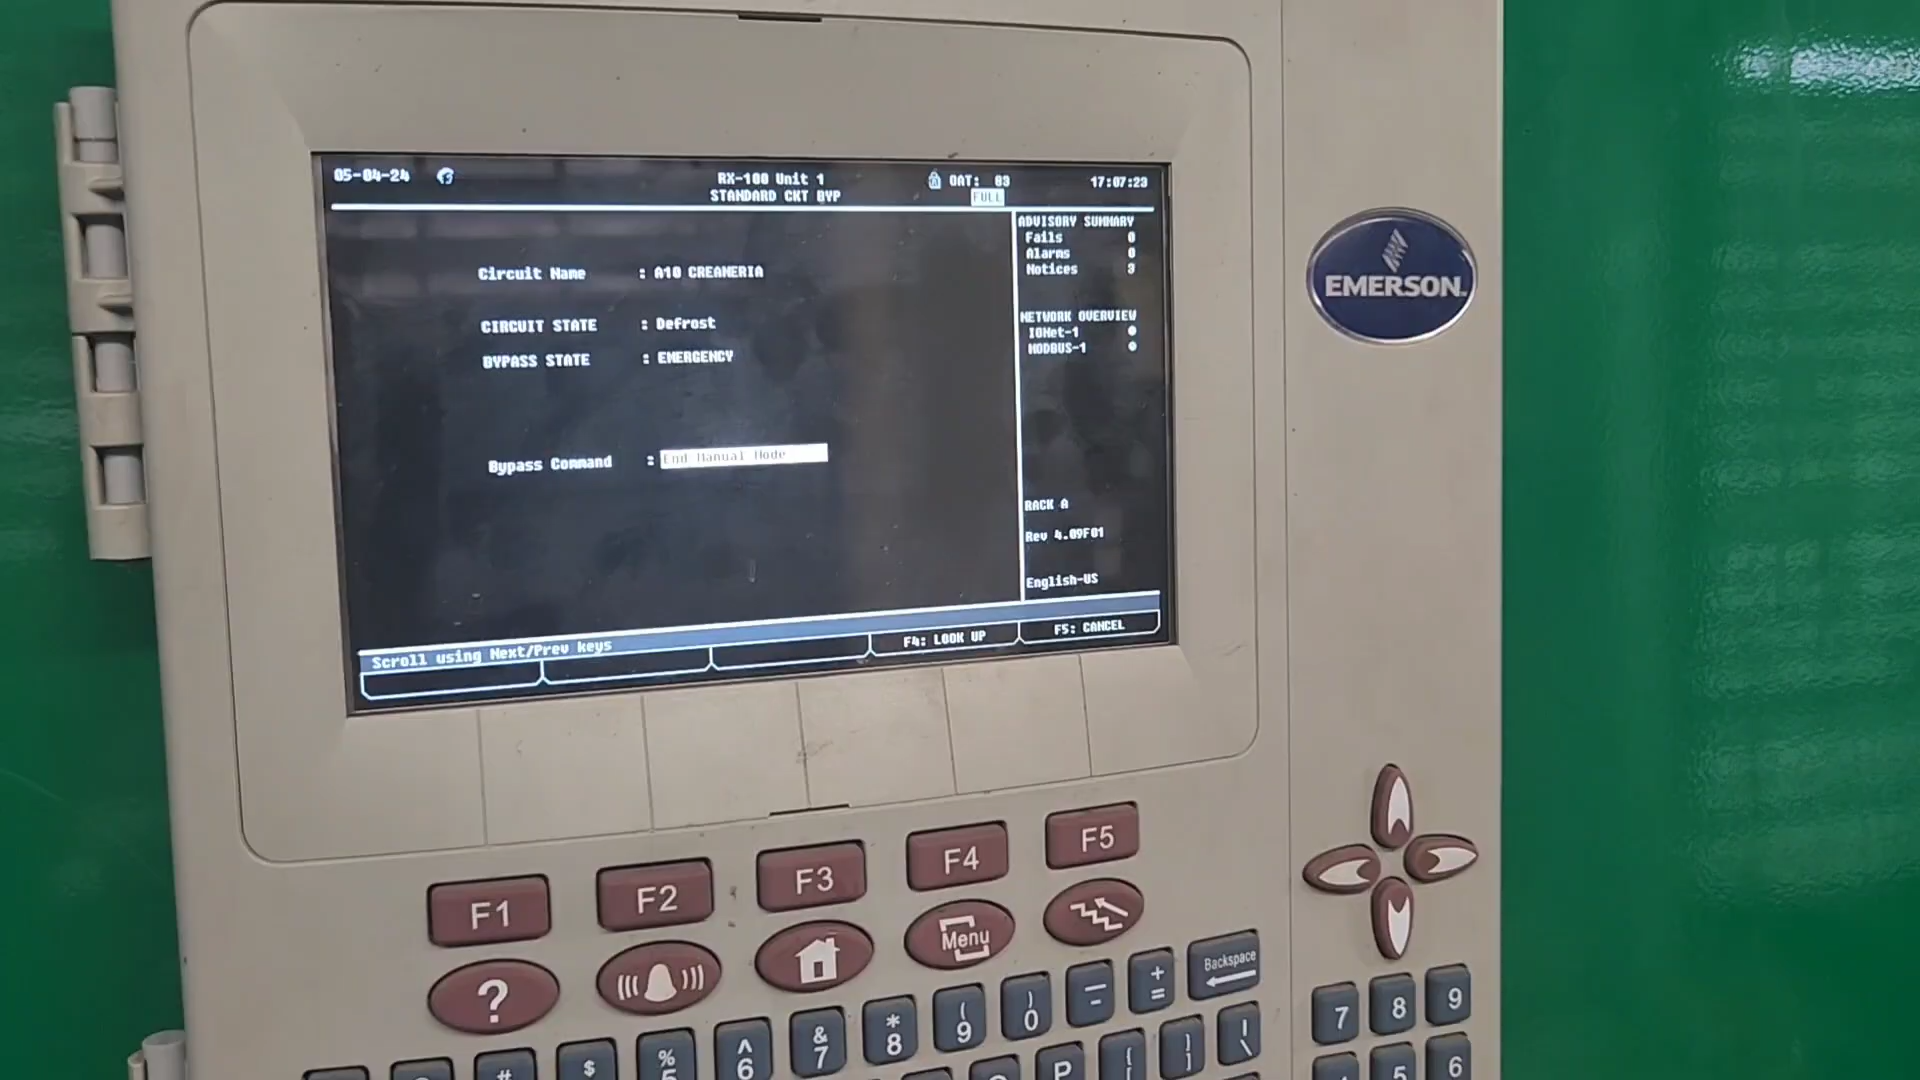 05-04-24 RX-100 Unit 1 OAT: 63 17:07:23
STANDARD CKT BYP FULL
Circuit Name : A10 CREAMERIA
CIRCUIT STATE : Defrost
BYPASS STATE : EMERGENCY
Bypass Command : End Manual Mode
ADVISORY SUMMARY
Fails 0
Alarms 0
Notices 3
NETWORK OVERVIEW
IONet-1
MODBUS-1
RACK A
Rev 4.09F01
English-US
Scroll using Next/Prev keys
F4: LOOK UP F5: CANCEL
EMERSON
F1 F2 F3 F4 F5
? Menu
Backspace
# $ % 5 ^ 6 & 7 * 8 ( 9 ) 0 - + =
P [ ] | \
7 8 9
5 6